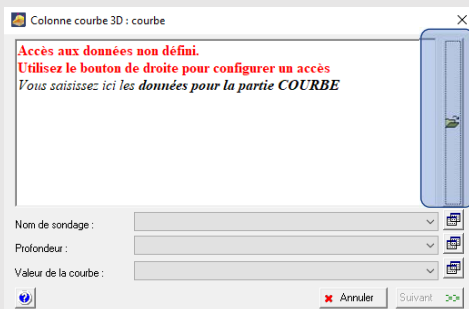 Colonne courbe 3D : courbe
Accès aux données non défini.
Utilisez le bouton de droite pour configurer un accès
Vous saisissez ici les données pour la partie COURBE
Nom de sondage :
Profondeur :
Valeur de la courbe :
Annuler
Suivant